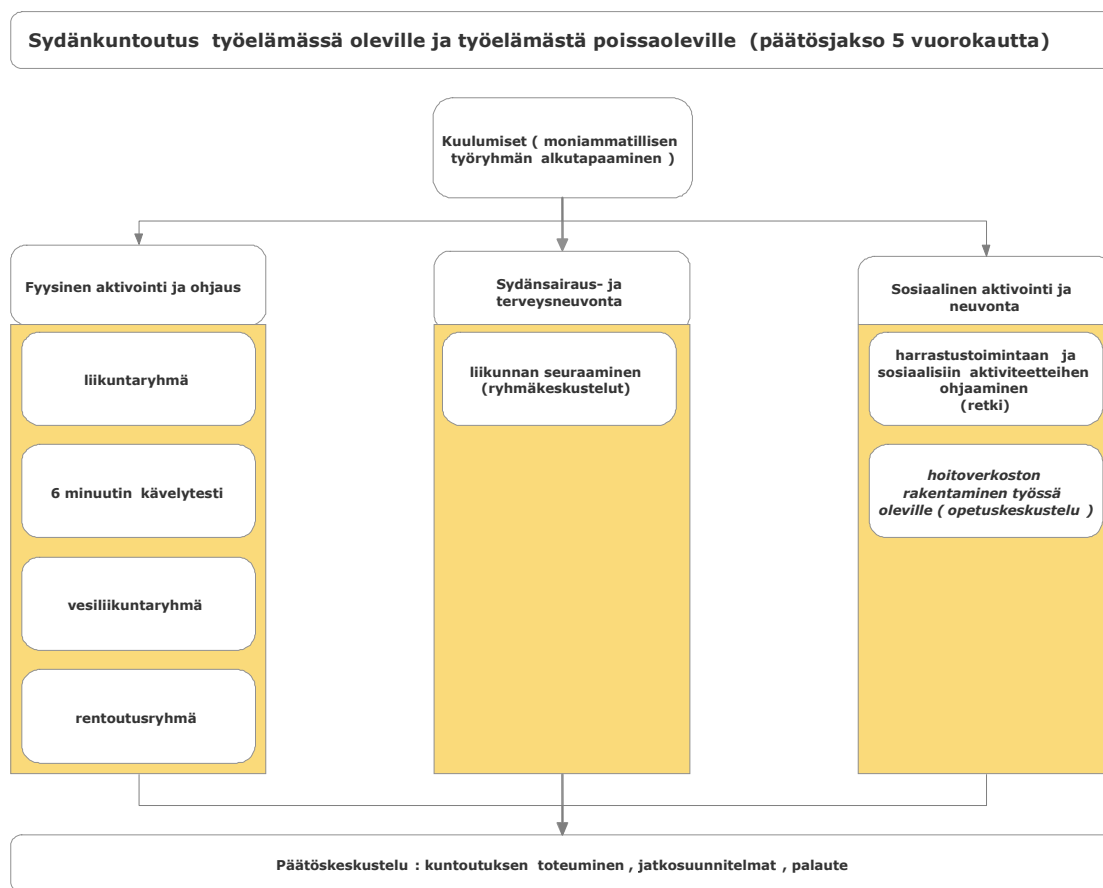 Sydänkuntoutus työelämässä oleville ja työelämästä poissaoleville (päätösjakso 5 vuorokautta)
Kuulumiset ( moniammatillisen
työryhmän alkutapaaminen )
Fyysinen aktivointi ja ohjaus
liikuntaryhmä
6 minuutin kävelytesti
vesiliikuntaryhmä
rentoutusryhmä
Sydänsairaus- ja
terveysneuvonta
liikunnan seuraaminen
(ryhmäkeskustelut)
Sosiaalinen aktivointi ja
neuvonta
harrastustoimintaan ja
sosiaalisiin aktiviteetteihen
ohjaaminen
(retki)
hoitoverkoston
rakentaminen työssä
oleville ( opetuskeskustelu )
Päätöskeskustelu : kuntoutuksen toteuminen , jatkosuunnitelmat , palaute